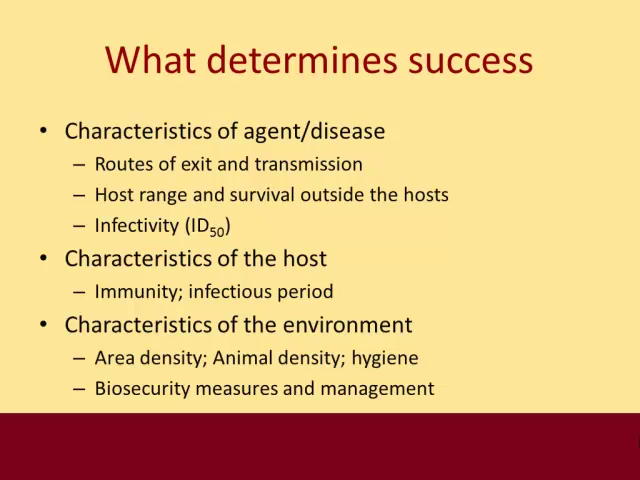 What determines success
• Characteristics of agent/disease
– Routes of exit and transmission
– Host range and survival outside the hosts
– Infectivity (ID50)
• Characteristics of the host
– Immunity; infectious period
• Characteristics of the environment
– Area density; Animal density; hygiene
– Biosecurity measures and management